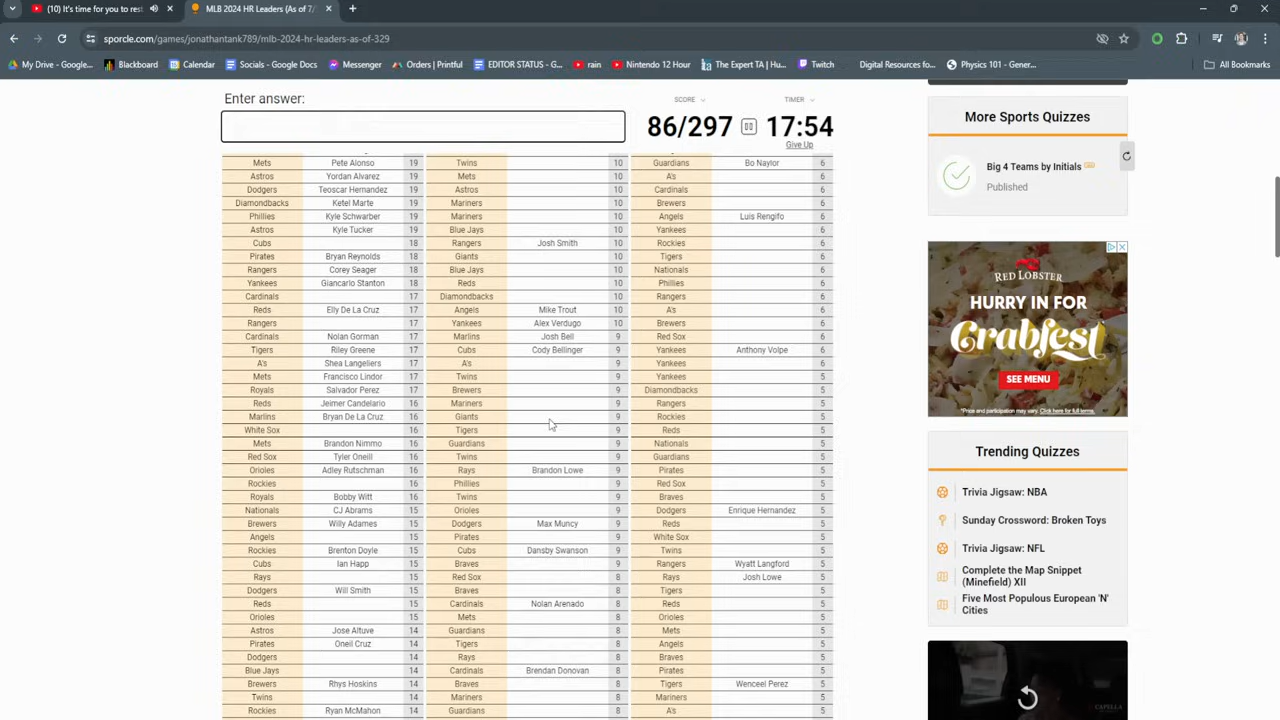 (10) It's time for you to rest
MLB 2024 HR Leaders (As of 7/
sporcle.com/games/jonathantank789/mlb-2024-hr-leaders-as-of-329
My Drive - Google...
Blackboard
Calendar
Socials - Google Docs
Messenger
Orders | Printful
EDITOR STATUS - G...
rain
Nintendo 12 Hour
The Expert TA | Hu...
Twitch
Digital Resources fo...
Physics 101 - Gener...
All Bookmarks
Enter answer:
SCORE
TIMER
86/297
17:54
Give Up
Mets Pete Alonso 19
Astros Yordan Alvarez 19
Dodgers Teoscar Hernandez 19
Diamondbacks Ketel Marte 19
Phillies Kyle Schwarber 19
Astros Kyle Tucker 19
Cubs 18
Pirates Bryan Reynolds 18
Rangers Corey Seager 18
Yankees Giancarlo Stanton 18
Cardinals 17
Reds Elly De La Cruz 17
Rangers 17
Cardinals Nolan Gorman 17
Tigers Riley Greene 17
A's Shea Langeliers 17
Mets Francisco Lindor 17
Royals Salvador Perez 17
Reds Jeimer Candelario 16
Marlins Bryan De La Cruz 16
White Sox 16
Mets Brandon Nimmo 16
Red Sox Tyler Oneill 16
Orioles Adley Rutschman 16
Rockies 16
Royals Bobby Witt 16
Nationals CJ Abrams 15
Brewers Willy Adames 15
Angels 15
Rockies Brenton Doyle 15
Cubs Ian Happ 15
Rays 15
Dodgers Will Smith 15
Reds 15
Orioles 15
Astros Jose Altuve 14
Pirates Oneil Cruz 14
Dodgers 14
Blue Jays 14
Brewers Rhys Hoskins 14
Twins 14
Rockies Ryan McMahon 14
Twins 10
Mets 10
Astros 10
Mariners 10
Mariners 10
Blue Jays 10
Rangers Josh Smith 10
Giants 10
Blue Jays 10
Reds 10
Diamondbacks 10
Angels Mike Trout 10
Yankees Alex Verdugo 10
Marlins Josh Bell 9
Cubs Cody Bellinger 9
A's 9
Twins 9
Brewers 9
Mariners 9
Giants 9
Tigers 9
Guardians 9
Twins 9
Rays Brandon Lowe 9
Phillies 9
Twins 9
Orioles 9
Dodgers Max Muncy 9
Pirates 9
Cubs Dansby Swanson 9
Braves 9
Red Sox 8
Braves 8
Cardinals Nolan Arenado 8
Mets 8
Guardians 8
Tigers 8
Rays 8
Cardinals Brendan Donovan 8
Braves 8
Mariners 8
Guardians 8
Guardians Bo Naylor 6
A's 6
Cardinals 6
Brewers 6
Angels Luis Rengifo 6
Yankees 6
Rockies 6
Tigers 6
Nationals 6
Phillies 6
Rangers 6
A's 6
Brewers 6
Red Sox 6
Yankees Anthony Volpe 6
Yankees 6
Diamondbacks 5
Rangers 5
Rockies 5
Reds 5
Nationals 5
Guardians 5
Pirates 5
Red Sox 5
Braves 5
Dodgers Enrique Hernandez 5
Reds 5
White Sox 5
Twins 5
Rangers Wyatt Langford 5
Rays Josh Lowe 5
Tigers 5
Reds 5
Orioles 5
Mets 5
Angels 5
Braves 5
Pirates 5
Tigers Wenceel Perez 5
Mariners 5
A's 5
More Sports Quizzes
Big 4 Teams by Initials
Published
RED LOBSTER
HURRY IN FOR
Crabfest
SEE MENU
*Price and participation may vary. Click here for full terms.
Trending Quizzes
Trivia Jigsaw: NBA
Sunday Crossword: Broken Toys
Trivia Jigsaw: NFL
Complete the Map Snippet
(Minefield) XII
Five Most Populous European 'N'
Cities